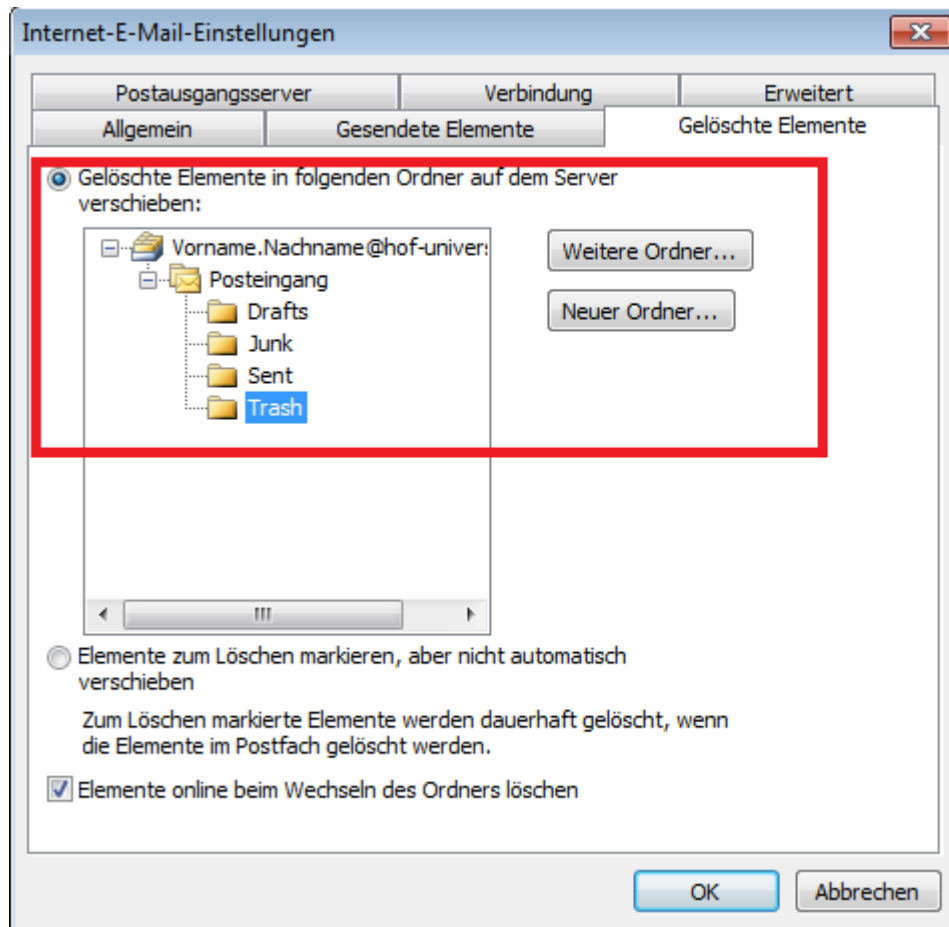 Internet-E-Mail-Einstellungen
Postausgangsserver
Verbindung
Erweitert
Allgemein
Gesendete Elemente
Gelöschte Elemente
Gelöschte Elemente in folgenden Ordner auf dem Server
verschieben:
Vorname.Nachname@hof-univers
Posteingang
Drafts
Junk
Sent
Trash
Weitere Ordner...
Neuer Ordner...
Elemente zum Löschen markieren, aber nicht automatisch
verschieben
Zum Löschen markierte Elemente werden dauerhaft gelöscht, wenn
die Elemente im Postfach gelöscht werden.
Elemente online beim Wechseln des Ordners löschen
OK
Abbrechen